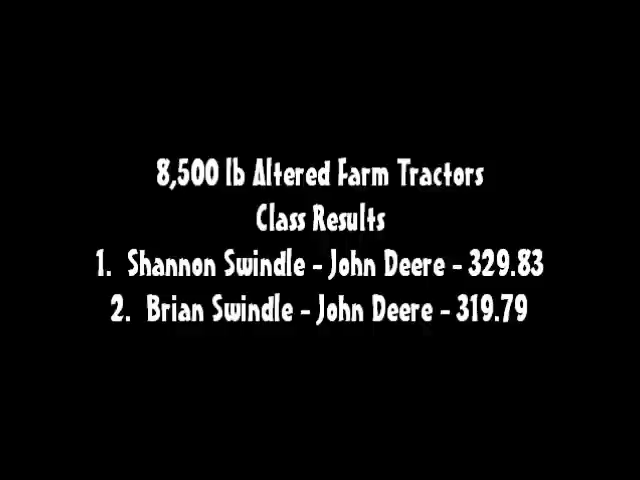 8,500 lb Altered Farm Tractors
Class Results
1. Shannon Swindle - John Deere - 329.83
2. Brian Swindle - John Deere - 319.79